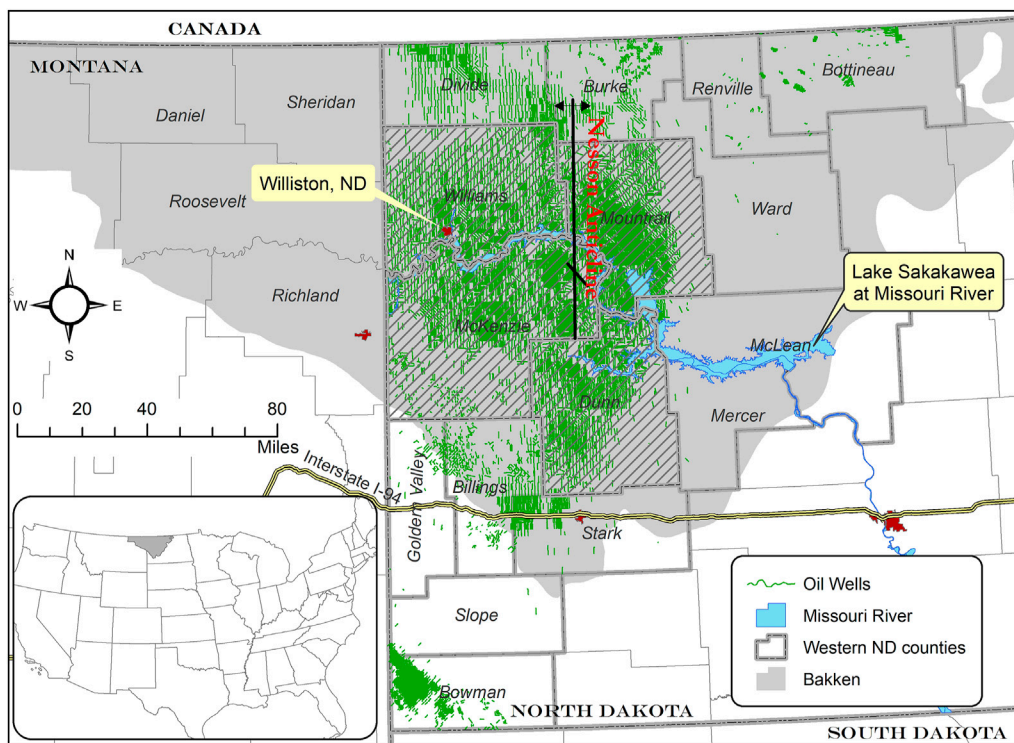 CANADA
MONTANA
Divide
Burke
Renville
Bottineau
Daniel
Sheridan
Nesson Anticline
Williston, ND
Roosevelt
Williams
Mountrail
Ward
N
W
E
S
Richland
Lake Sakakawea
at Missouri River
McKenzie
McLean
0 20 40 80
Miles
Dunn
Mercer
Interstate I-94
Goldern Valley
Billings
Stark
Slope
Bowman
Oil Wells
Missouri River
Western ND counties
Bakken
NORTH DAKOTA
SOUTH DAKOTA